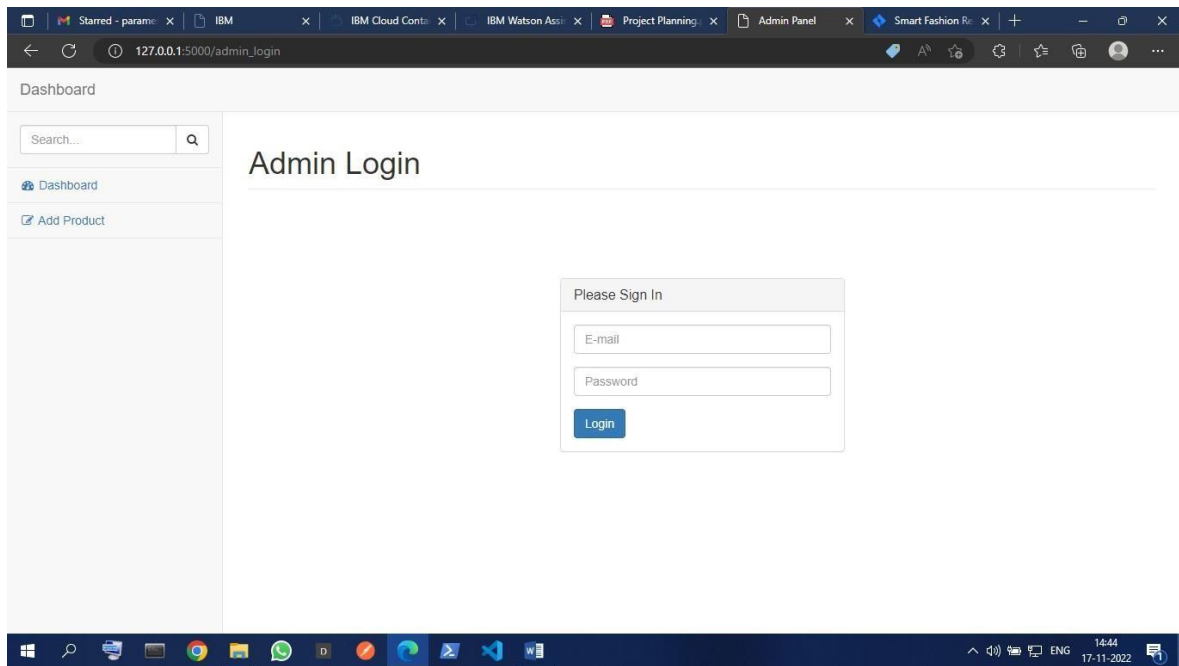 Starred - parame
IBM
IBM Cloud Conta
IBM Watson Assi
Project Planning.
Admin Panel
Smart Fashion Re
127.0.0.1:5000/admin_login
Dashboard
Search...
Admin Login
Dashboard
Add Product
Please Sign In
E-mail
Password
Login
ENG
14:44
17-11-2022